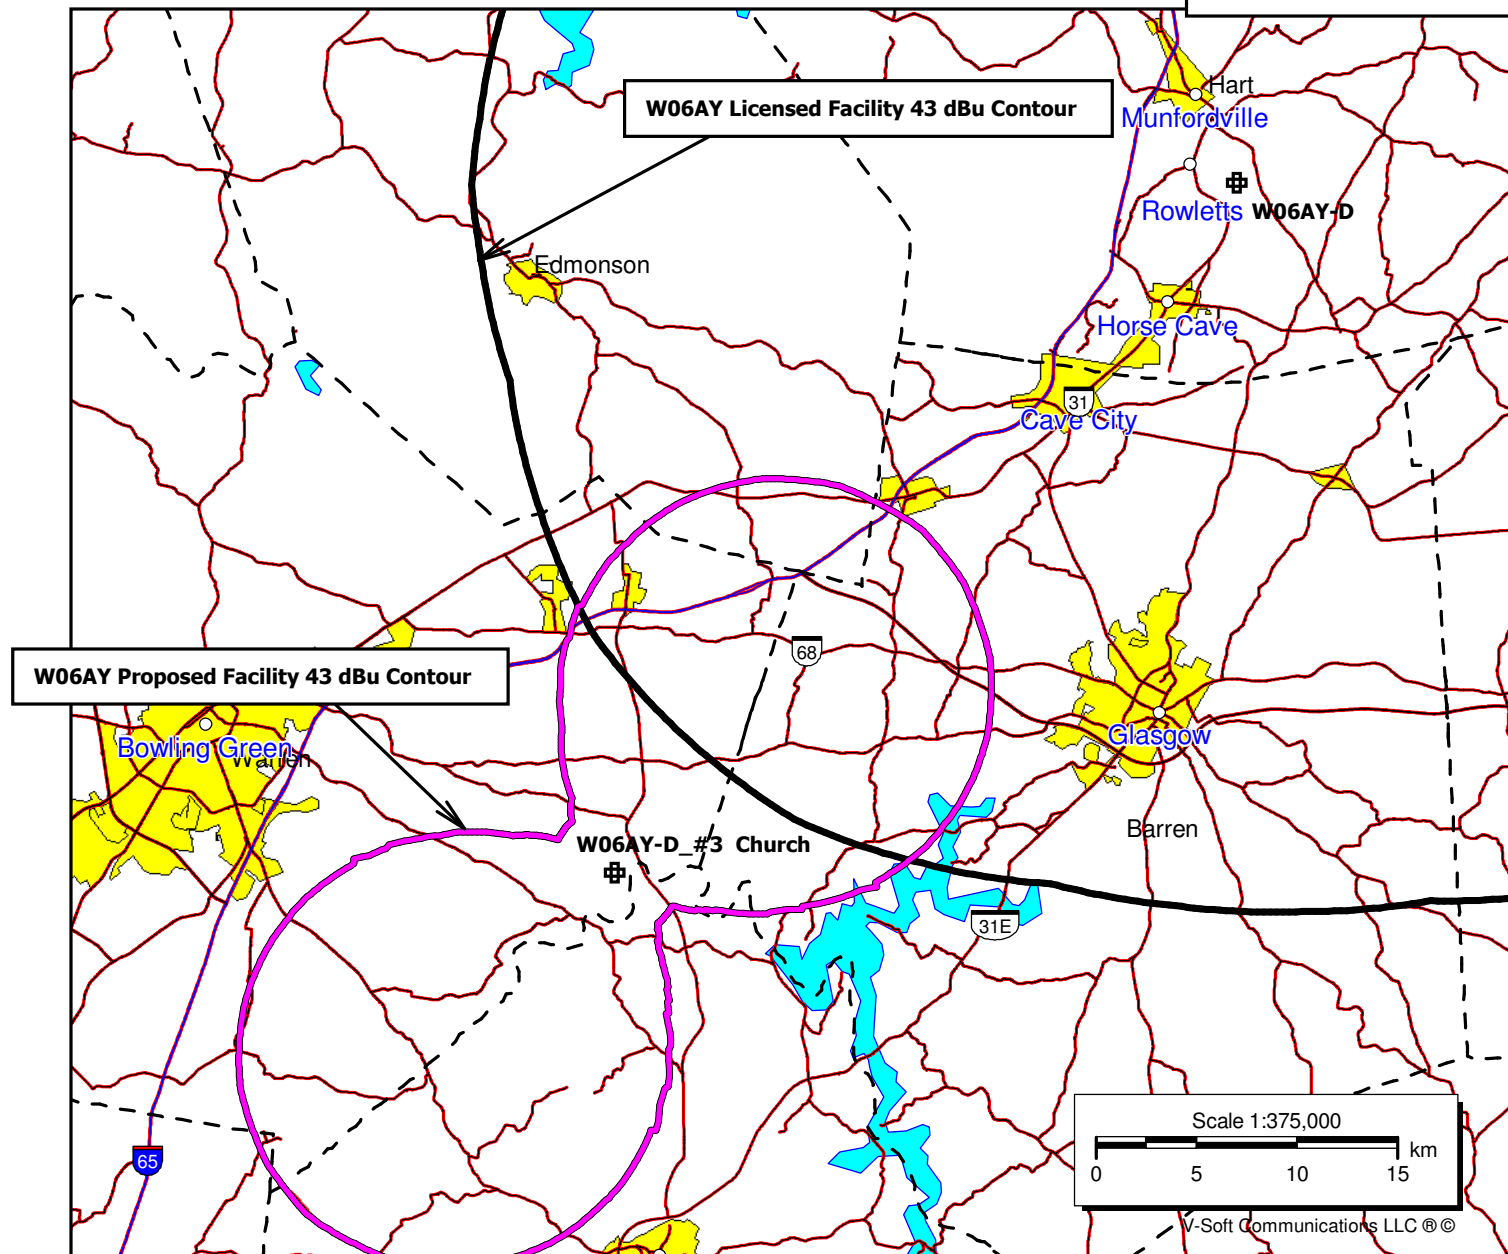 Hart
W06AY Licensed Facility 43 dBu Contour
Munfordville
Rowletts
W06AY-D
Edmonson
Horse Cave
31
Cave City
68
W06AY Proposed Facility 43 dBu Contour
Glasgow
Bowling Green
Warren
Barren
W06AY-D_#3 Church
31E
Scale 1:375,000
km
0 5 10 15
65
V-Soft Communications LLC ® ©